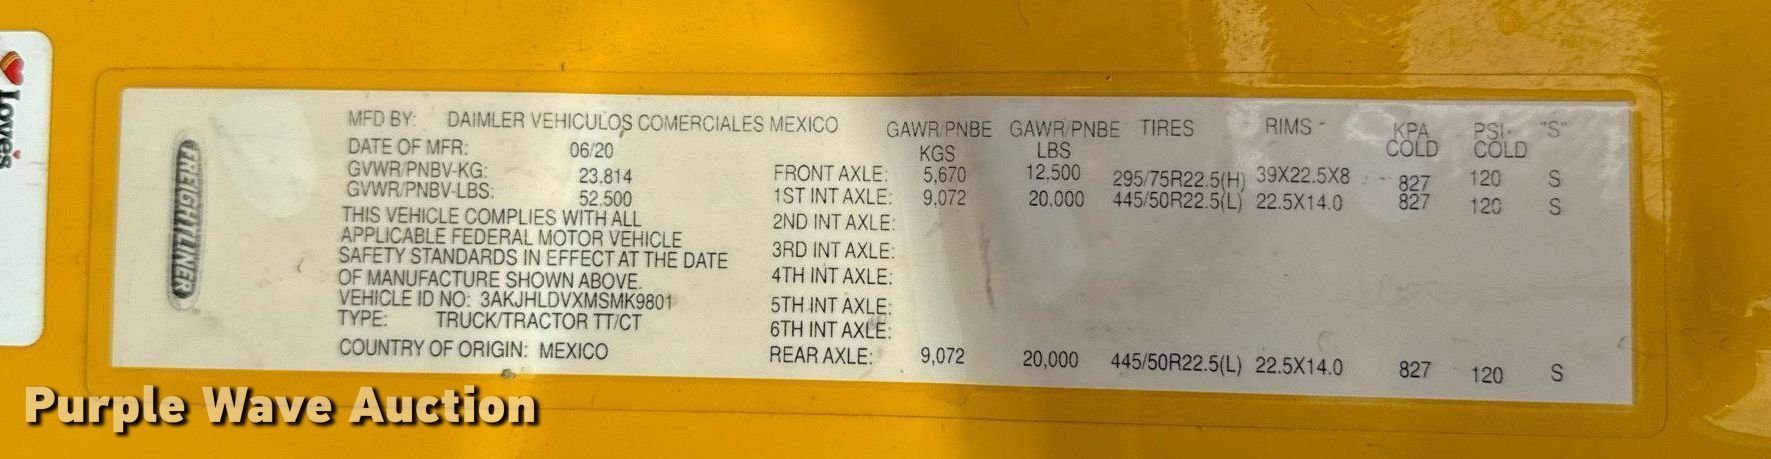 Love's
FREIGHTLINER
MFD BY: DAIMLER VEHICULOS COMERCIALES MEXICO
DATE OF MFR: 06/20
GVWR/PNBV-KG: 23.814
GVWR/PNBV-LBS: 52.500
THIS VEHICLE COMPLIES WITH ALL
APPLICABLE FEDERAL MOTOR VEHICLE
SAFETY STANDARDS IN EFFECT AT THE DATE
OF MANUFACTURE SHOWN ABOVE.
VEHICLE ID NO: 3AKJHLDVXMSMK9801
TYPE: TRUCK/TRACTOR TT/CT
COUNTRY OF ORIGIN: MEXICO
GAWR/PNBE GAWR/PNBE TIRES RIMS KPA PSI- "S"
KGS LBS COLD COLD
FRONT AXLE: 5,670 12.500 295/75R22.5(H) 39X22.5X8 827 120 S
1ST INT AXLE: 9,072 20,000 445/50R22.5(L) 22.5X14.0 827 120 S
2ND INT AXLE:
3RD INT AXLE:
4TH INT AXLE:
5TH INT AXLE:
6TH INT AXLE:
REAR AXLE: 9,072 20,000 445/50R22.5(L) 22.5X14.0 827 120 S
Purple Wave Auction